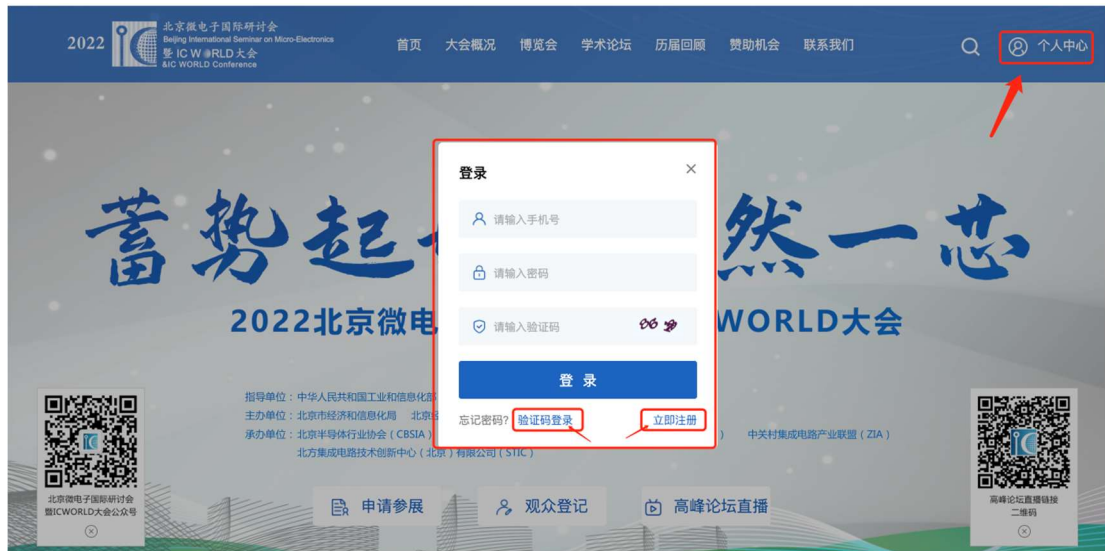 2022
北京微电子国际研讨会
Beijing International Seminar on Micro-Electronics
暨 IC W RLD 大会
&IC WORLD Conference
首页 大会概况 博览会 学术论坛 历届回顾 赞助机会 联系我们
个人中心
登录
请输入手机号
请输入密码
请输入验证码
登 录
忘记密码? 验证码登录 立即注册
蓄势起 然一芯
2022北京微电 WORLD大会
指导单位：中华人民共和国工业和信息化部
主办单位：北京市经济和信息化局 北京
承办单位：北京半导体行业协会（CBSIA） ） 中关村集成电路产业联盟（ZIA）
北方集成电路技术创新中心（北京）有限公司（STIC）
北京微电子国际研讨会
暨ICWORLD大会公众号
高峰论坛直播链接
二维码
申请参展 观众登记 高峰论坛直播